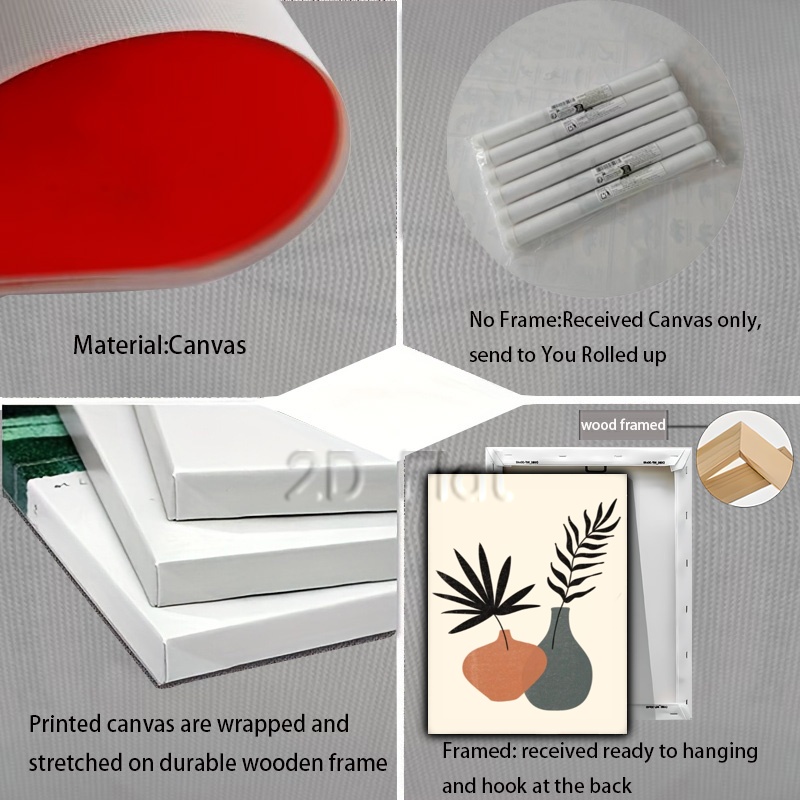 Material:Canvas
No Frame:Received Canvas only,
send to You Rolled up
2D Flat
wood framed
Printed canvas are wrapped and
stretched on durable wooden frame
Framed: received ready to hanging
and hook at the back